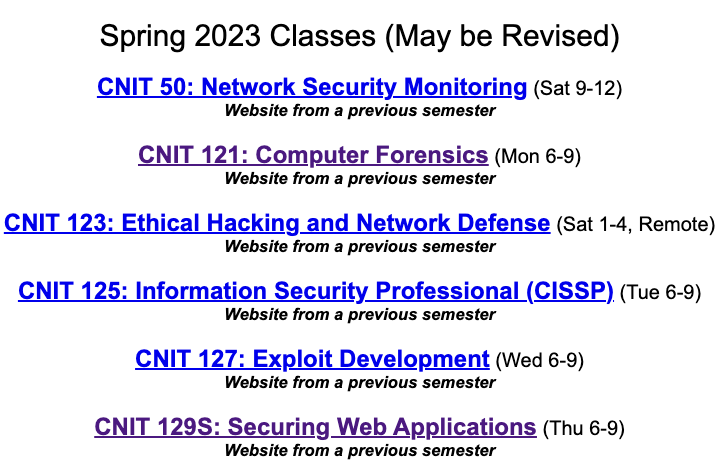 Spring 2023 Classes (May be Revised)
CNIT 50: Network Security Monitoring (Sat 9-12)
Website from a previous semester
CNIT 121: Computer Forensics (Mon 6-9)
Website from a previous semester
CNIT 123: Ethical Hacking and Network Defense (Sat 1-4, Remote)
Website from a previous semester
CNIT 125: Information Security Professional (CISSP) (Tue 6-9)
Website from a previous semester
CNIT 127: Exploit Development (Wed 6-9)
Website from a previous semester
CNIT 129S: Securing Web Applications (Thu 6-9)
Website from a previous semester